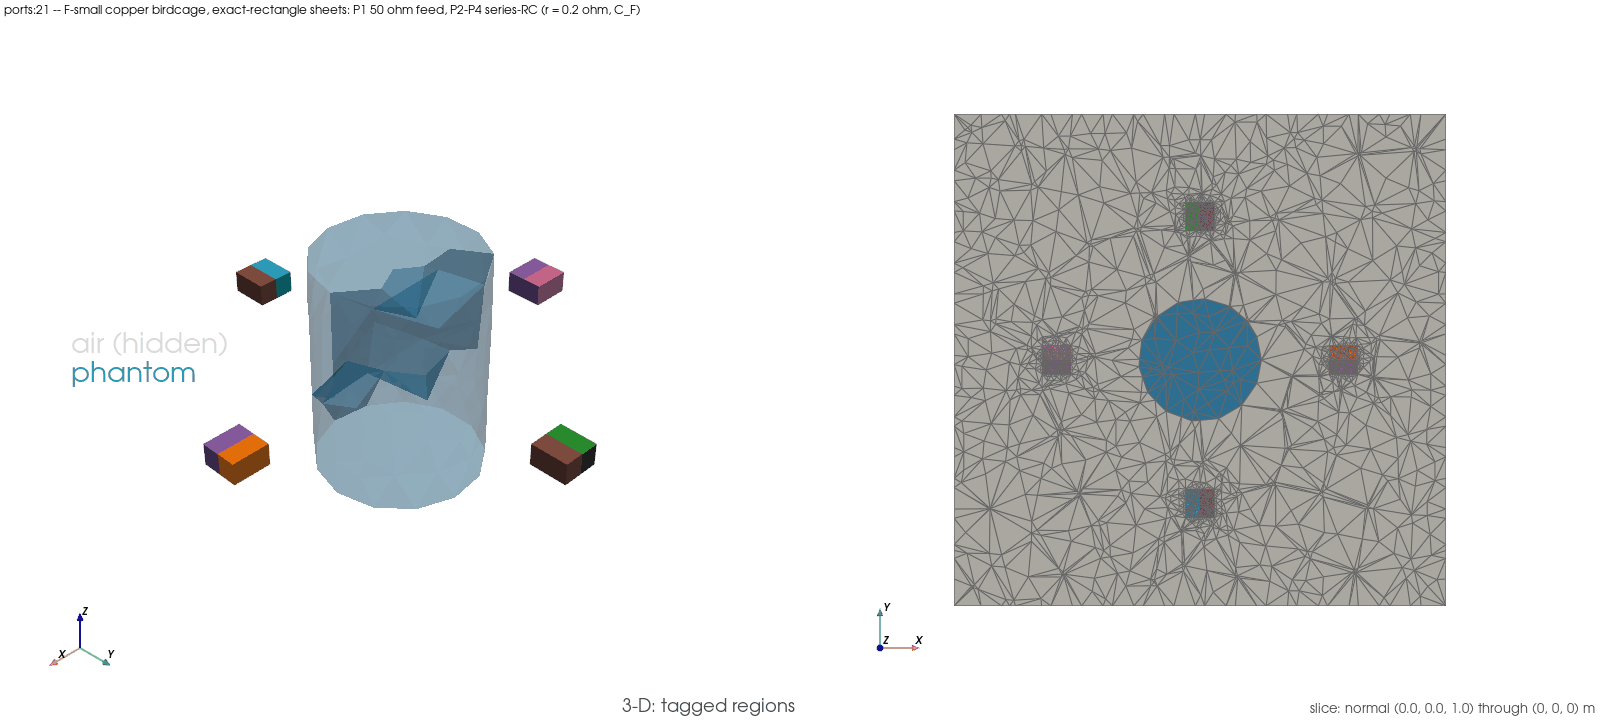 ports:21 -- F-small copper birdcage, exact-rectangle sheets: P1 50 ohm feed, P2-P4 series-RC (r = 0.2 ohm, C_F)
air (hidden)
phantom
Z
X
Y
Y
Z
X
3-D: tagged regions
slice: normal (0.0, 0.0, 1.0) through (0, 0, 0) m